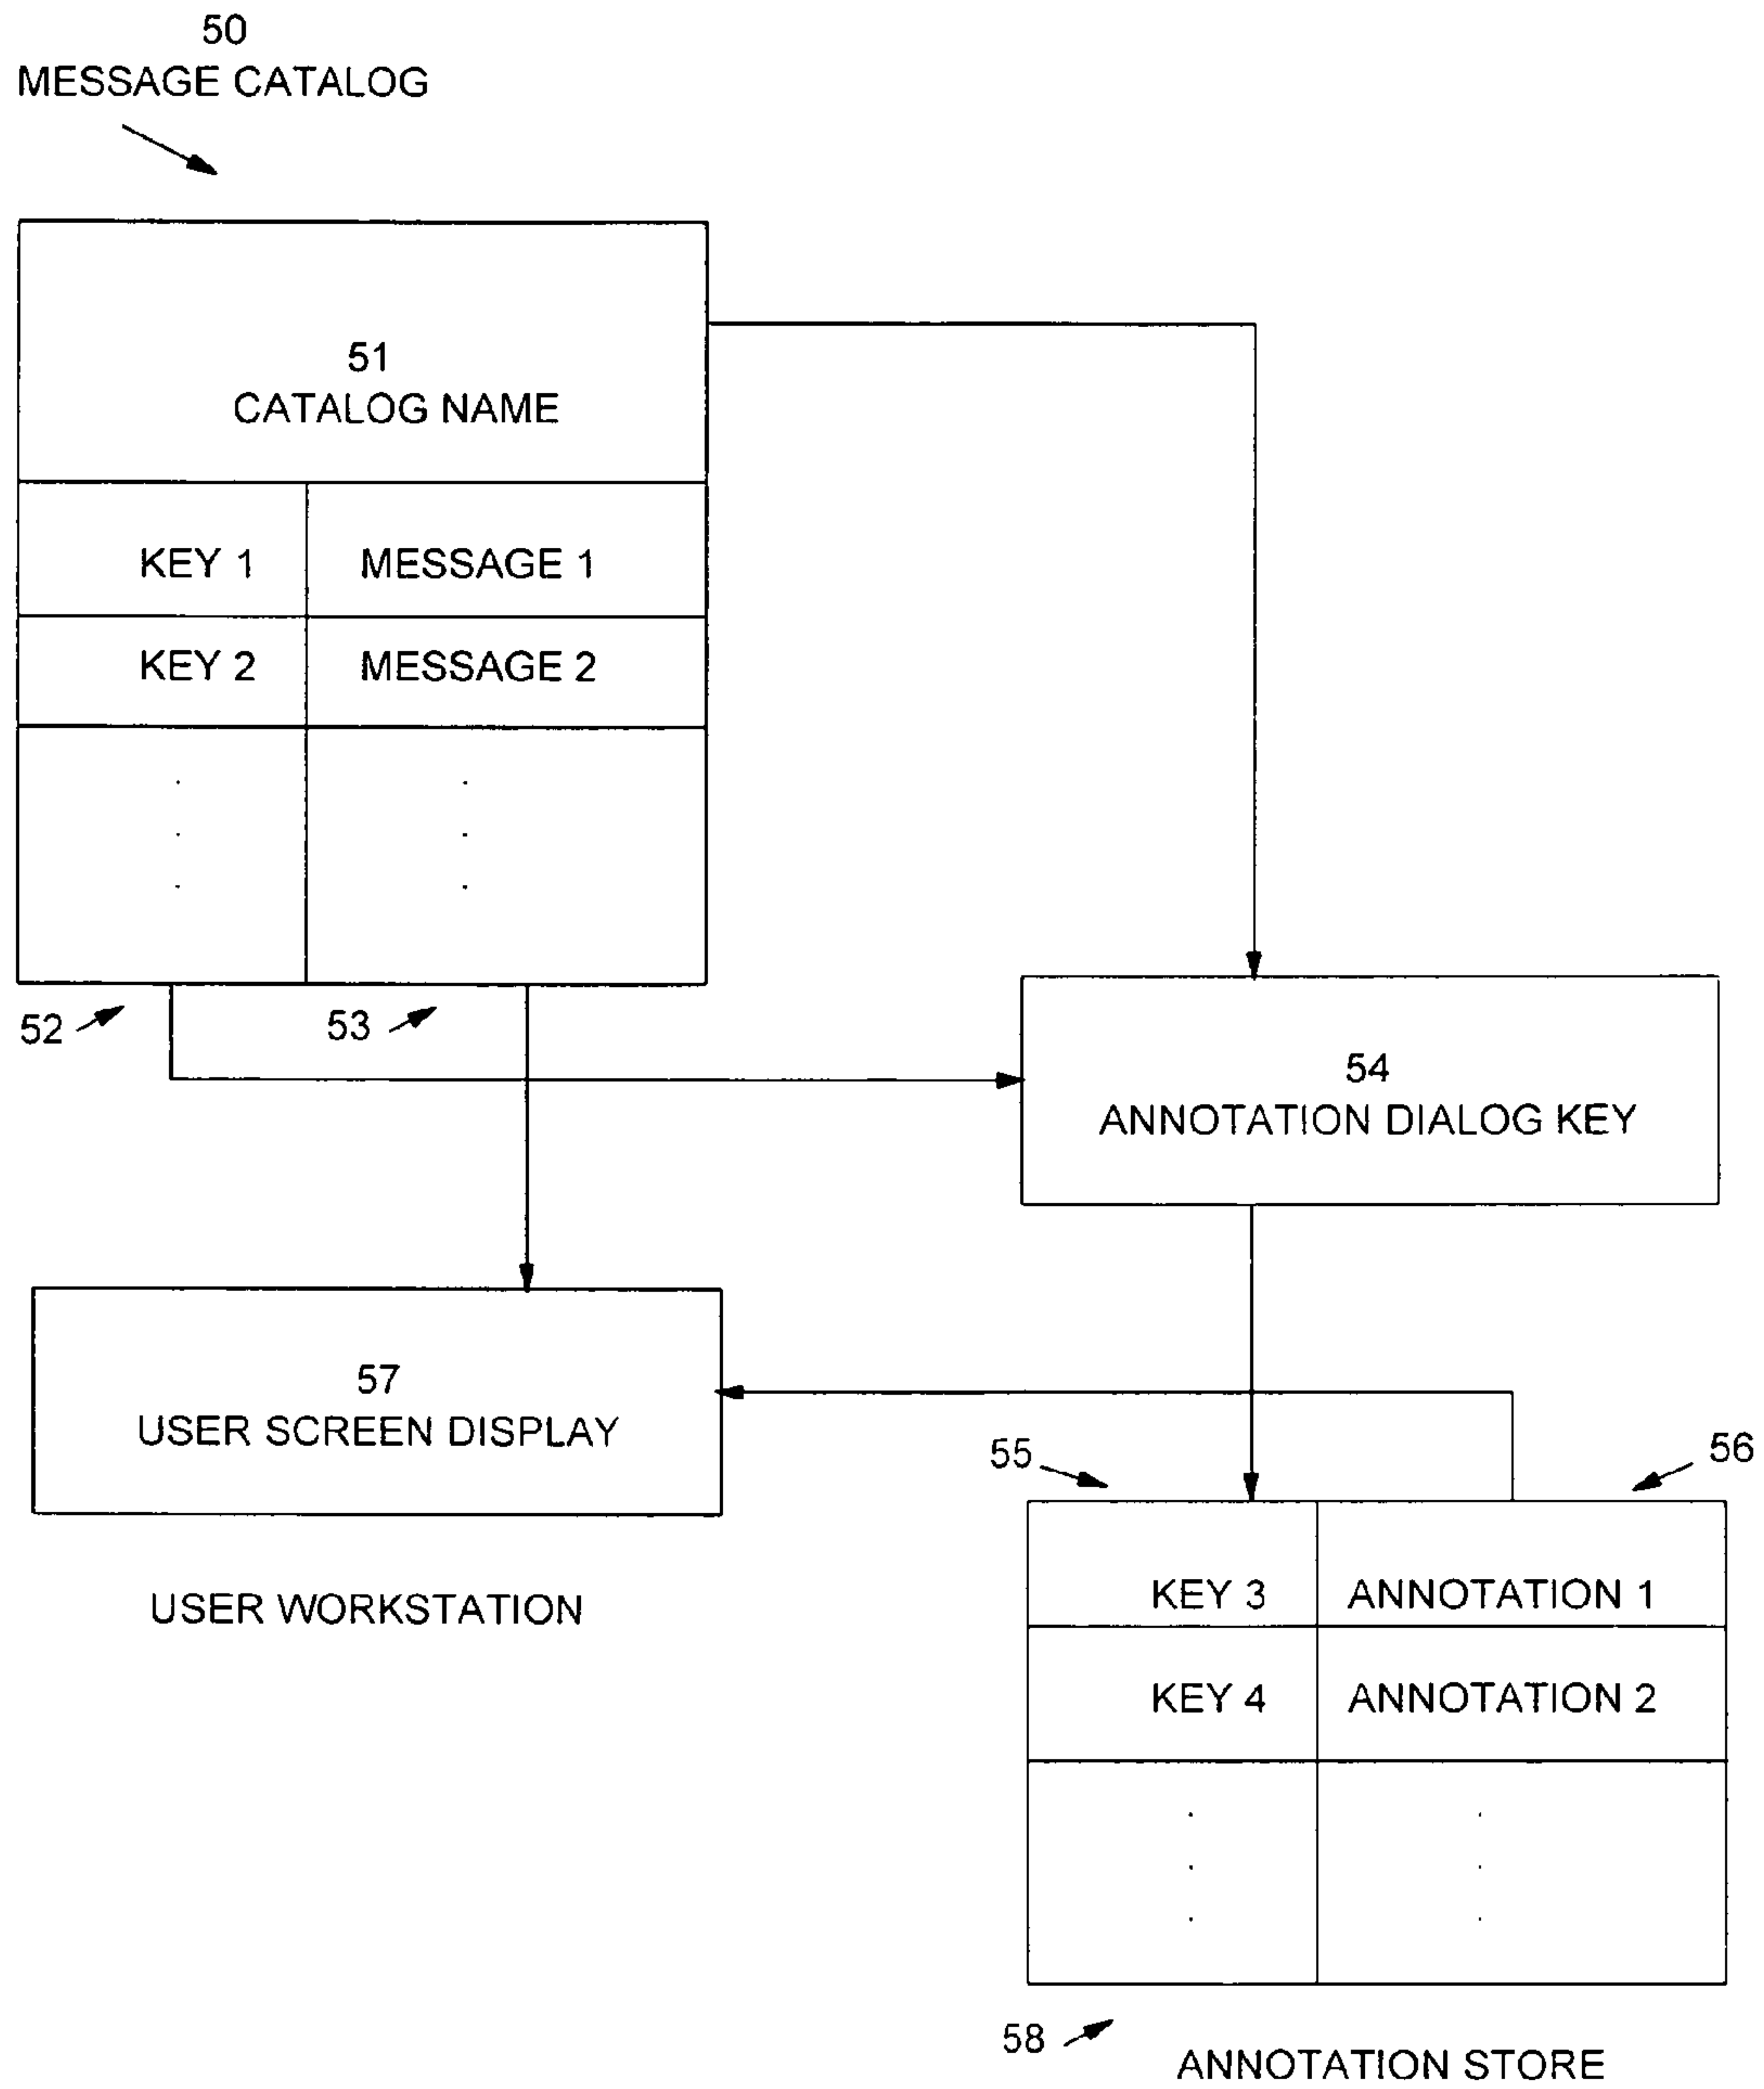 50
MESSAGE CATALOG
51
CATALOG NAME
KEY 1 MESSAGE 1
KEY 2 MESSAGE 2
52
53
54
ANNOTATION DIALOG KEY
57
USER SCREEN DISPLAY
55
56
KEY 3 ANNOTATION 1
USER WORKSTATION
KEY 4 ANNOTATION 2
58
ANNOTATION STORE